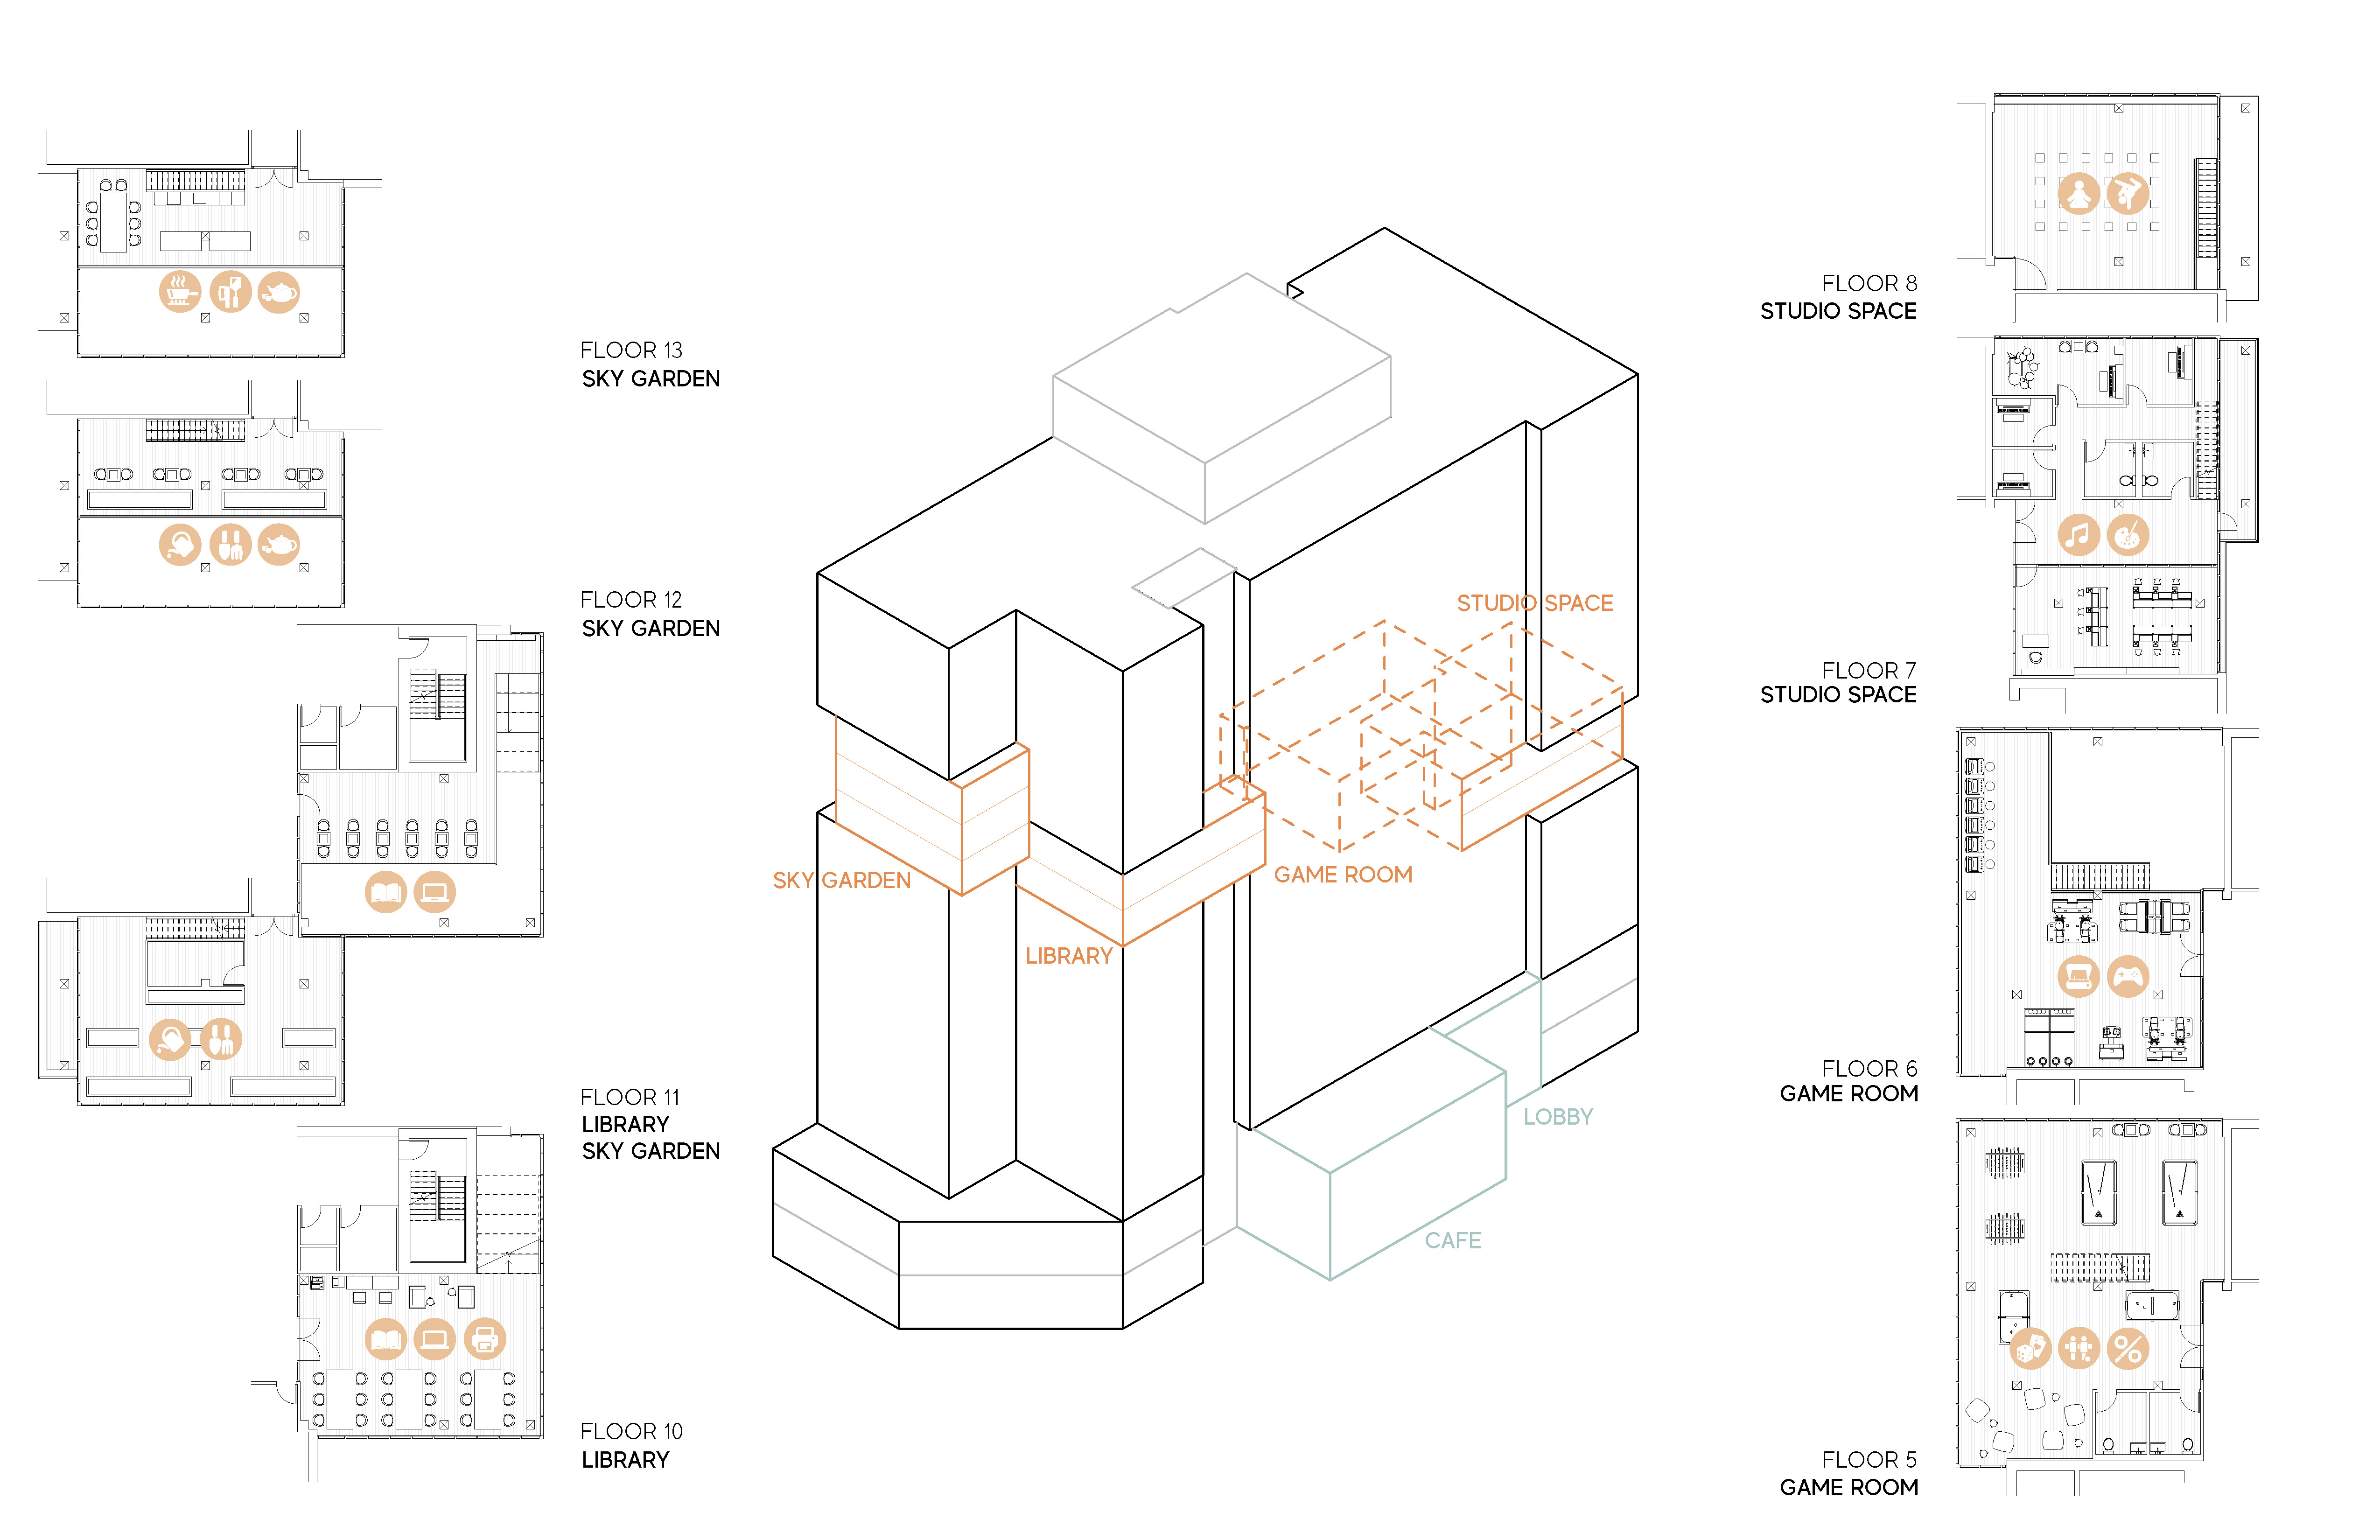 FLOOR 13
SKY GARDEN
FLOOR 12
SKY GARDEN
FLOOR 11
LIBRARY
SKY GARDEN
FLOOR 10
LIBRARY
STUDIO SPACE
SKY GARDEN
GAME ROOM
LIBRARY
LOBBY
CAFE
FLOOR 8
STUDIO SPACE
FLOOR 7
STUDIO SPACE
FLOOR 6
GAME ROOM
FLOOR 5
GAME ROOM